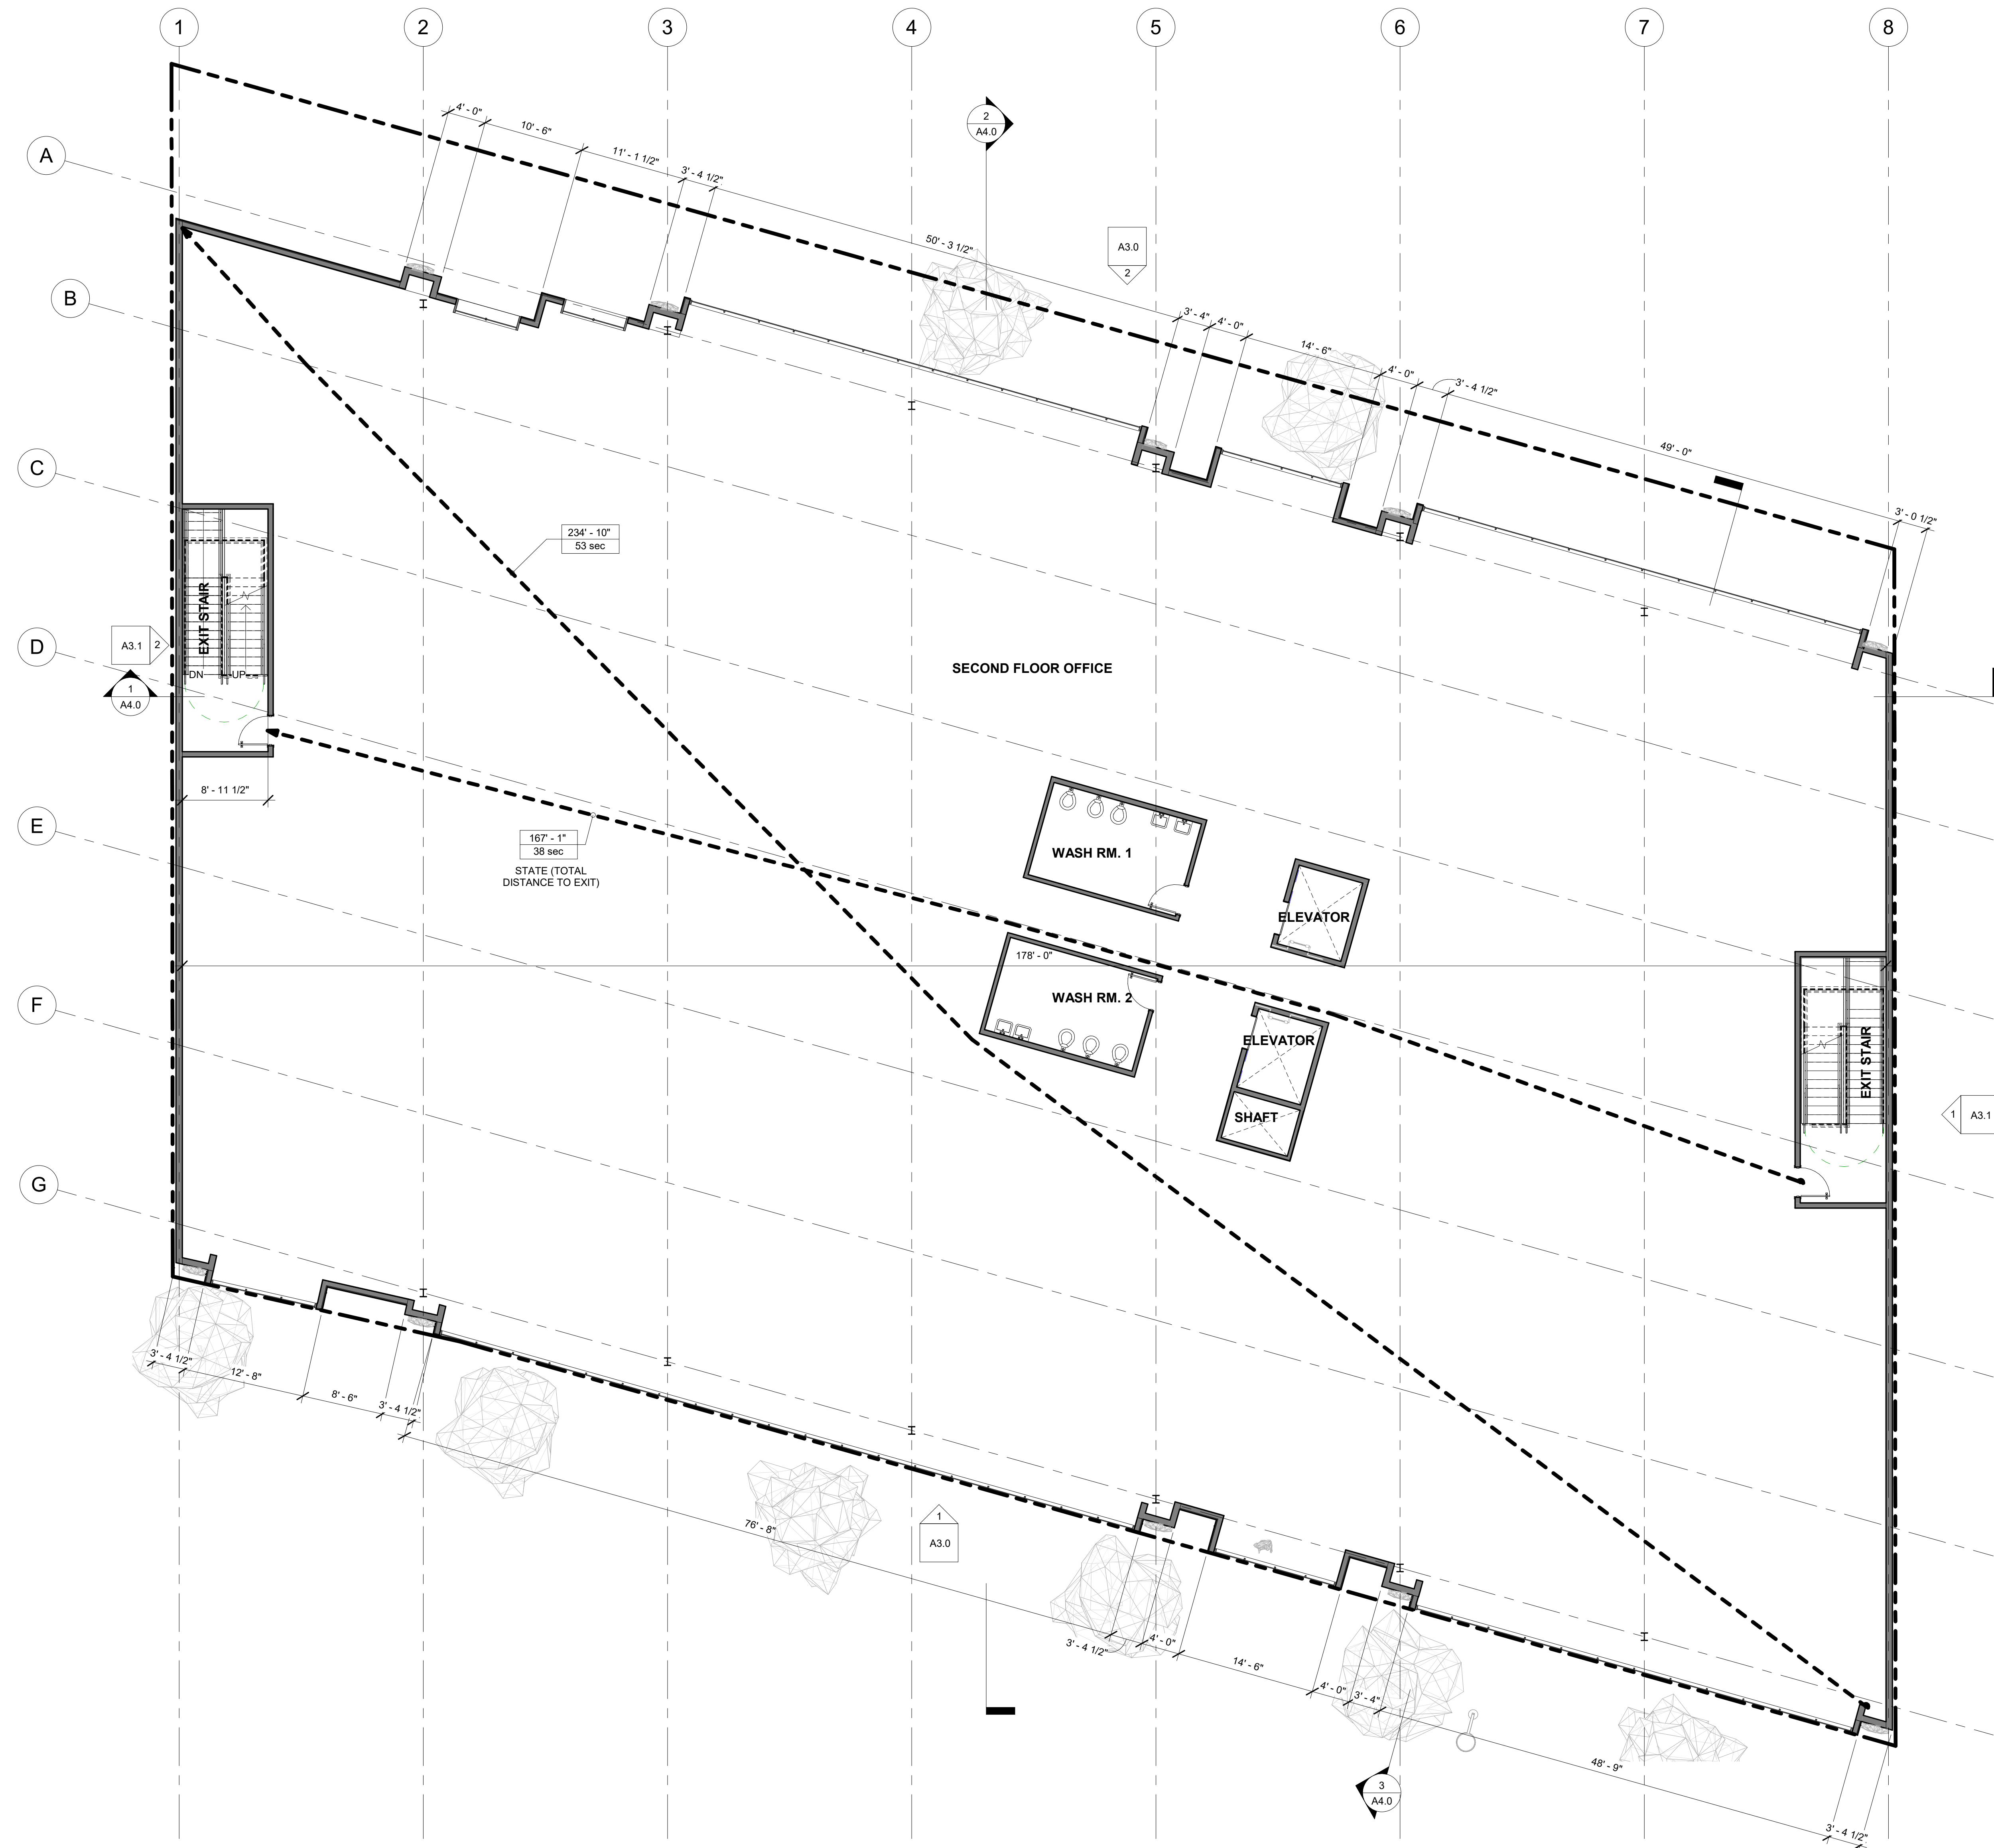 1 2 3 4 5 6 7 8
A
B
C
D
E
F
G
4' - 0"
10' - 6"
11' - 1 1/2"
3' - 4 1/2"
50' - 3 1/2"
2
A4.0
A3.0
2
3' - 4"
4' - 0"
14' - 6"
4' - 0"
3' - 4 1/2"
49' - 0"
3' - 0 1/2"
234' - 10"
53 sec
EXIT STAIR
DN
UP
A3.1
2
1
A4.0
SECOND FLOOR OFFICE
8' - 11 1/2"
167' - 1"
38 sec
STATE (TOTAL
DISTANCE TO EXIT)
WASH RM. 1
ELEVATOR
178' - 0"
WASH RM. 2
ELEVATOR
SHAFT
EXIT STAIR
1
A3.1
3' - 4 1/2"
12' - 8"
8' - 6"
3' - 4 1/2"
76' - 8"
1
A3.0
3' - 4 1/2"
4' - 0"
14' - 6"
4' - 0"
3' - 4"
48' - 9"
3
A4.0
3' - 4 1/2"